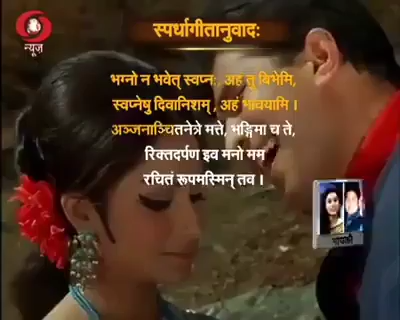 स्पर्धागीतानुवादः
न्यूज़
भग्नो न भवेत् स्वप्नः, अहं तु बिभेमि,
स्वप्नेषु दिवानिशम् , अहं भावयामि ।
अञ्जनाञ्चितनेत्रे मत्ते, भङ्गिमा च ते,
रिक्तदर्पण इव मनो मम
रचितं रूपमस्मिन् तव ।